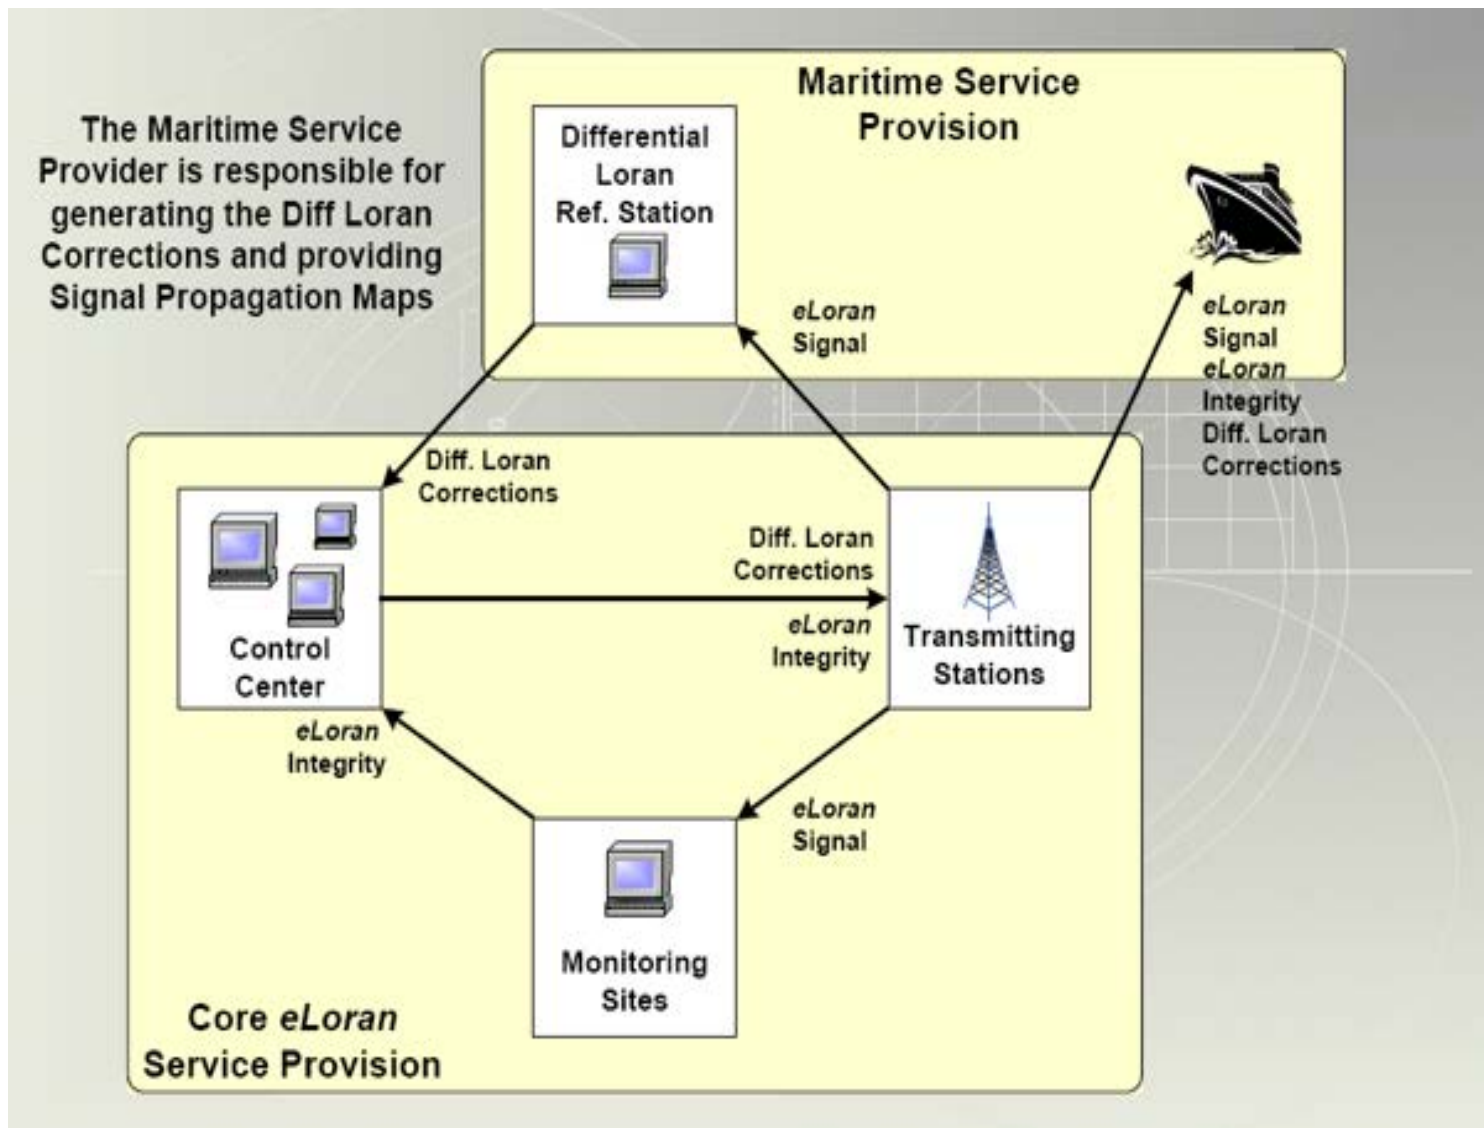 The Maritime Service
Provider is responsible for
generating the Diff Loran
Corrections and providing
Signal Propagation Maps
Maritime Service
Provision
Differential
Loran
Ref. Station
eLoran
Signal
eLoran
Signal
eLoran
Integrity
Diff. Loran
Corrections
Diff. Loran
Corrections
Control
Center
Diff. Loran
Corrections
eLoran
Integrity
Transmitting
Stations
eLoran
Integrity
eLoran
Signal
Monitoring
Sites
Core eLoran
Service Provision